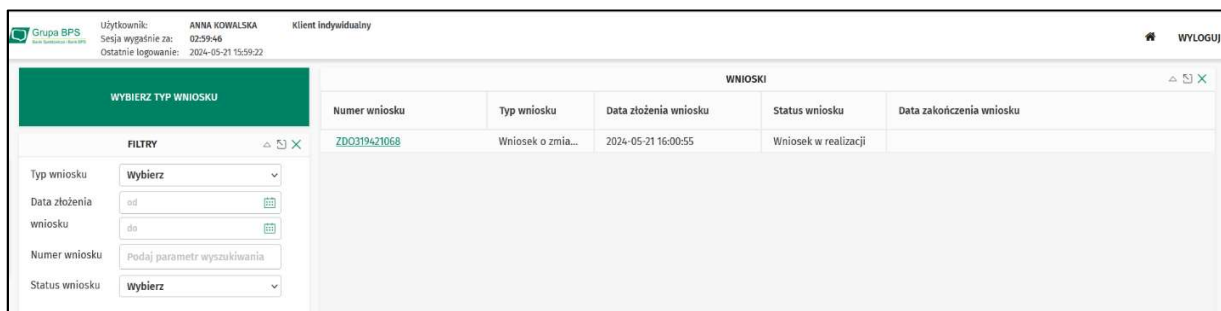 Grupa BPS
Użytkownik: ANNA KOWALSKA Klient indywidualny
Sesja wygaśnie za: 02:59:46
Ostatnie logowanie: 2024-05-21 15:59:22
WYLOGUJ
WYBIERZ TYP WNIOSKU
FILTRY
Typ wniosku Wybierz
Data złożenia wniosku od
do
Numer wniosku Podaj parametr wyszukiwania
Status wniosku Wybierz
WNIOSKI
Numer wniosku Typ wniosku Data złożenia wniosku Status wniosku Data zakończenia wniosku
ZDO319421068 Wniosek o zmia... 2024-05-21 16:00:55 Wniosek w realizacji